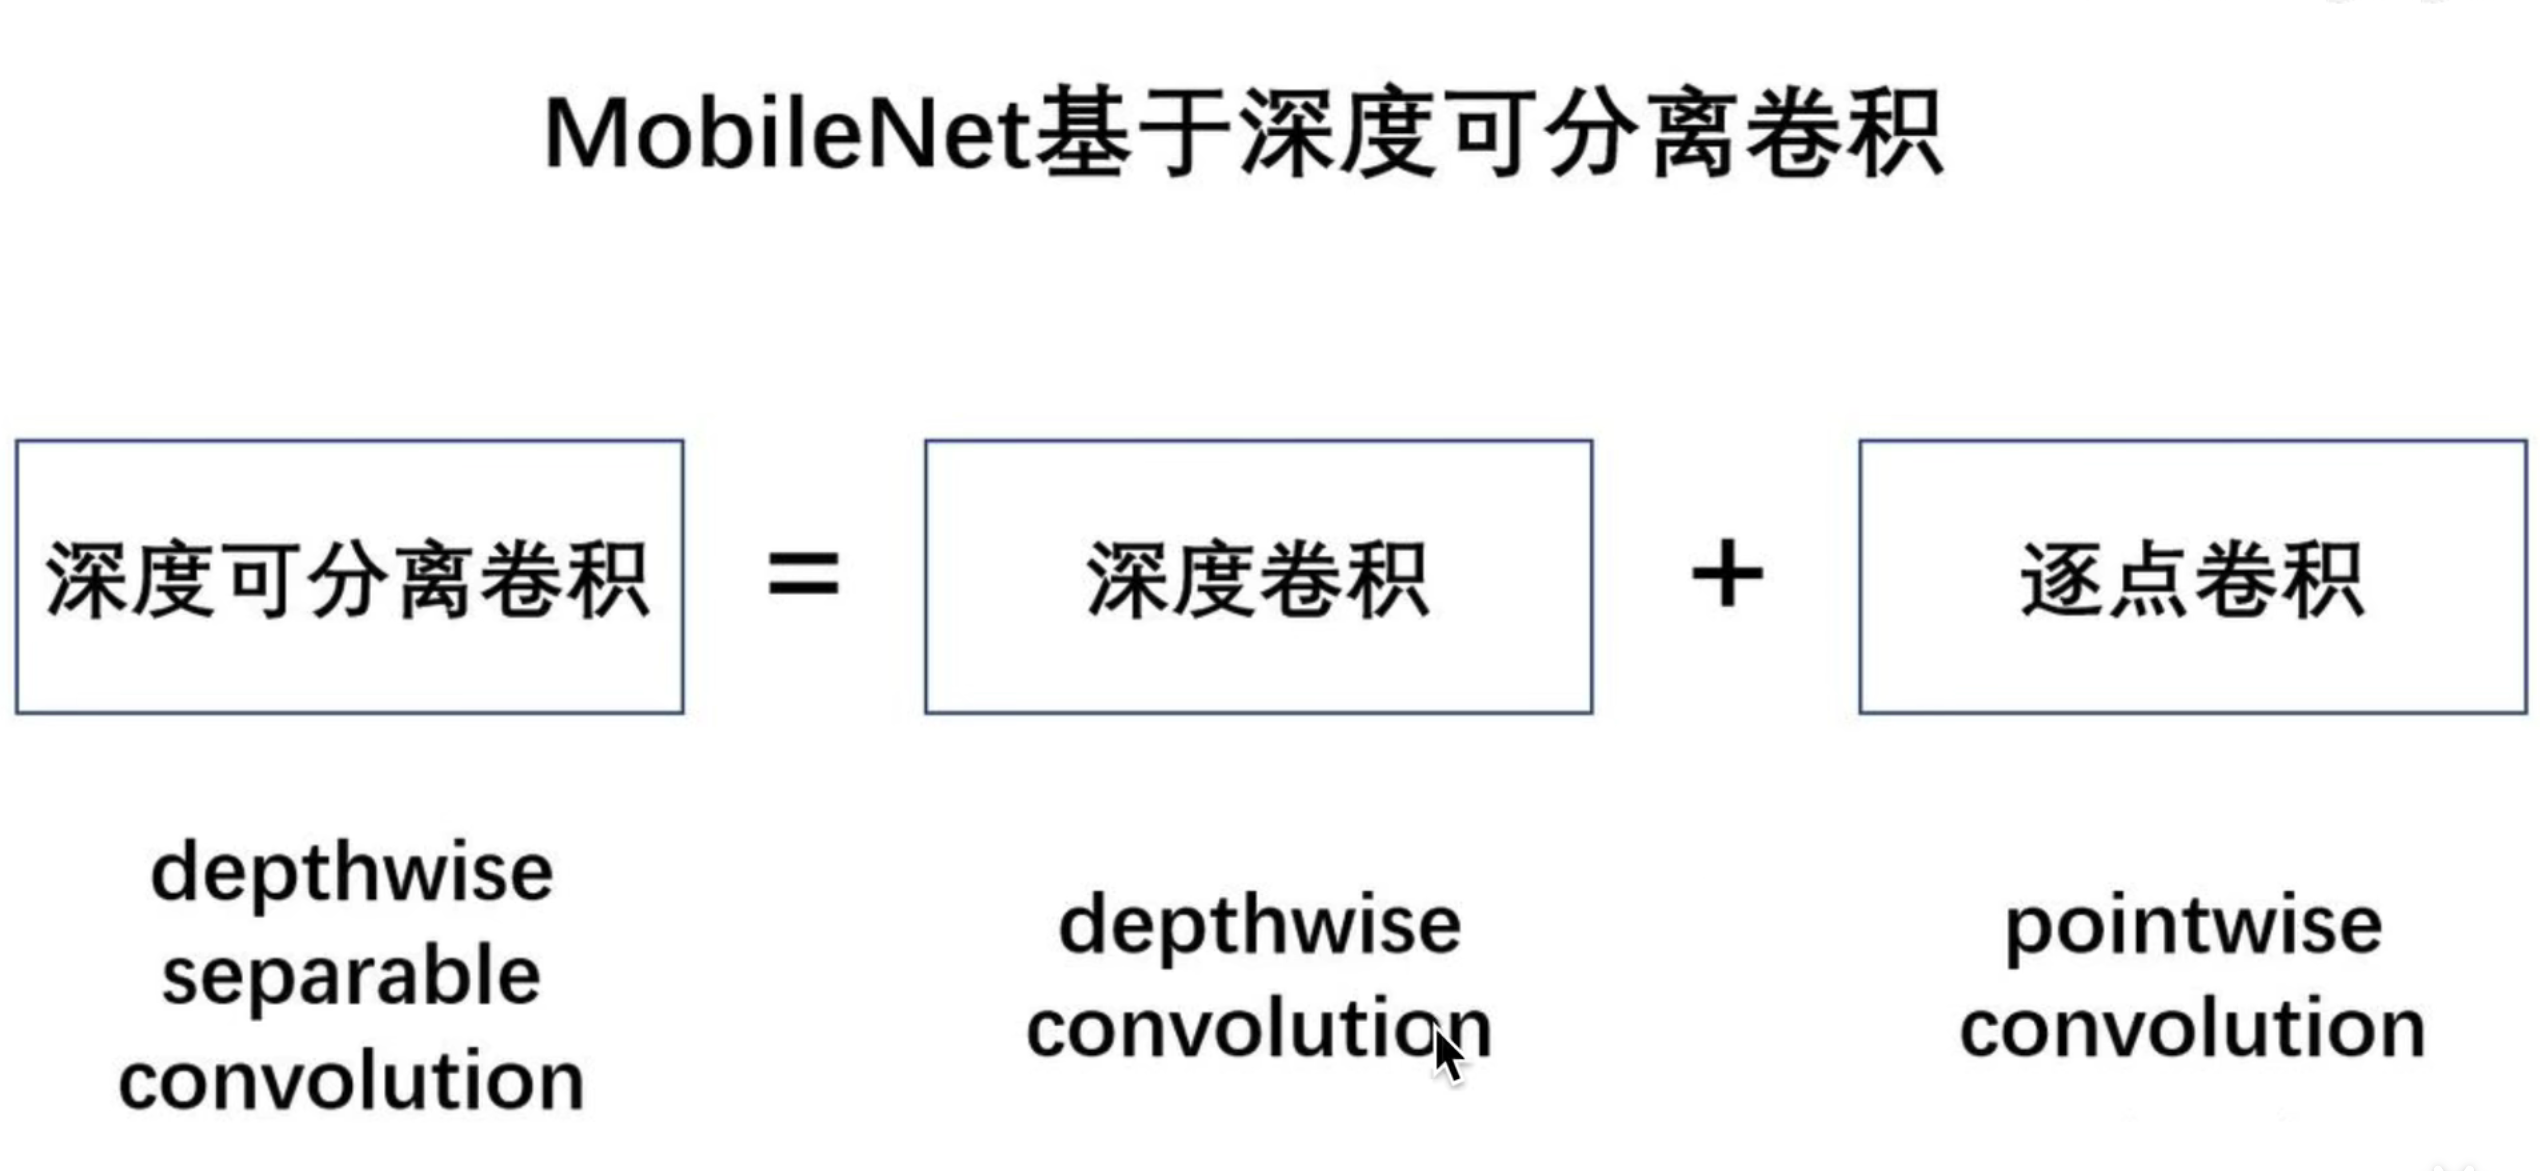 MobileNet基于深度可分离卷积
深度可分离卷积 = 深度卷积 + 逐点卷积
depthwise
separable
convolution
depthwise
convolution
pointwise
convolution